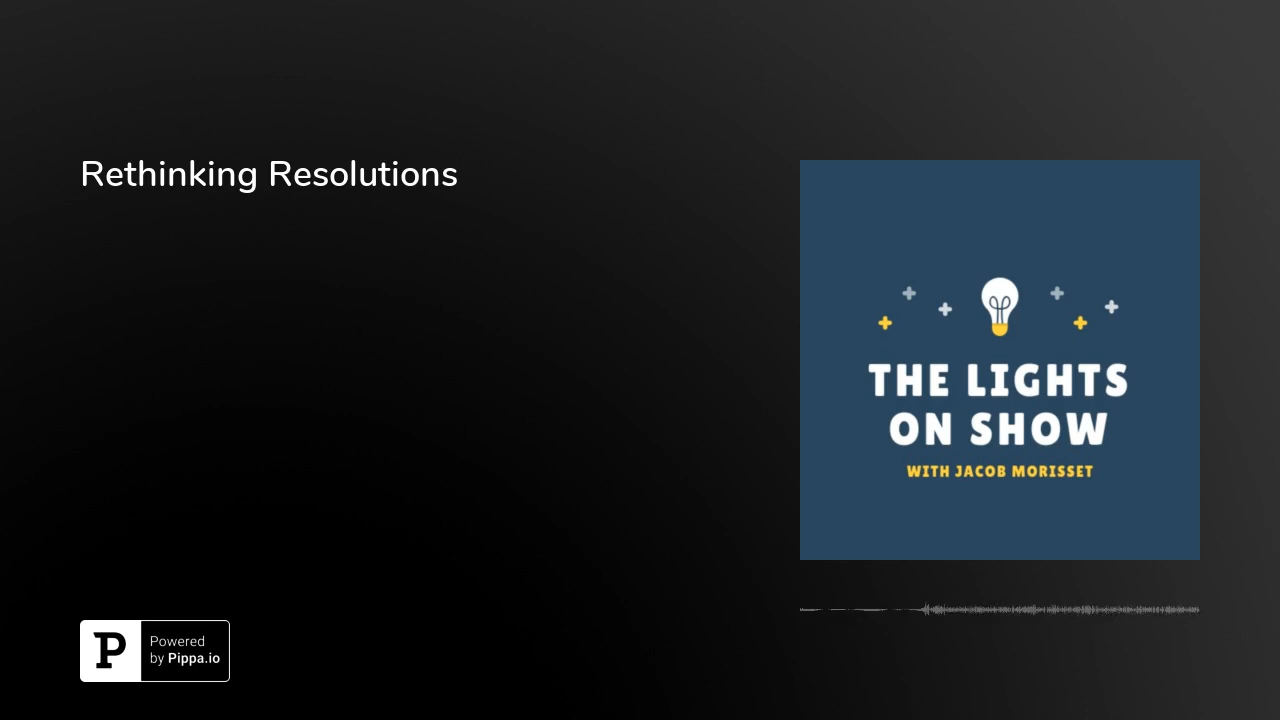 Rethinking Resolutions
THE LIGHTS
ON SHOW
WITH JACOB MORISSET
P
Powered
by Pippa.io